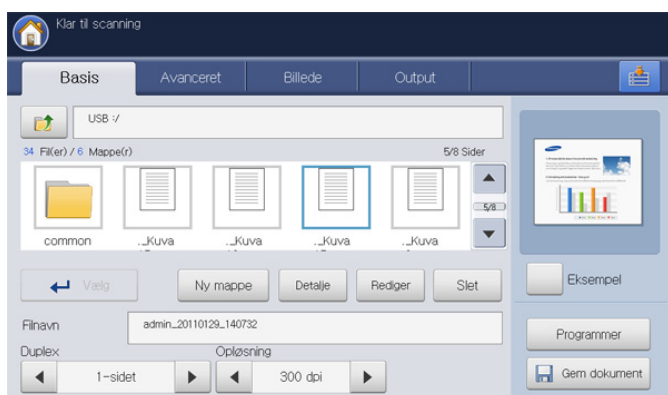 Klar til scanning
Basis
Avanceret
Billede
Output
USB :/
34 Fil(er) / 6 Mappe(r)
5/8 Sider
5/8
common
._Kuva
._Kuva
._Kuva
._Kuva
Vælg
Ny mappe
Detalje
Rediger
Slet
Eksempel
Filnavn
admin_20110129_140732
Programmer
Duplex
Opløsning
1-sidet
300 dpi
Gem dokument